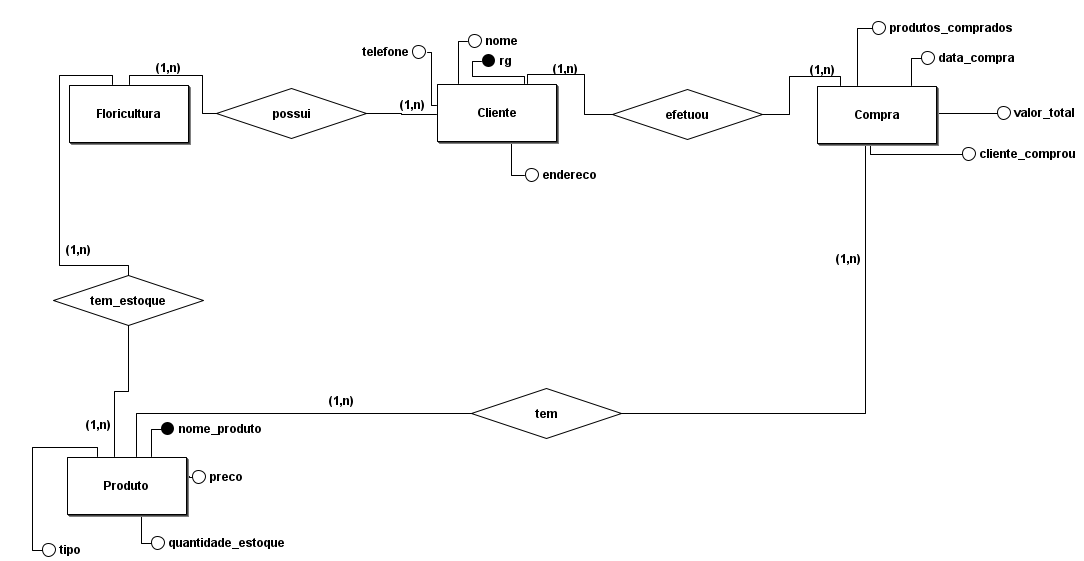 produtos_comprados
nome
telefone
data_compra
rg
(1,n)
(1,n)
(1,n)
(1,n)
Floricultura
possui
Cliente
efetuou
Compra
valor_total
cliente_comprou
endereco
(1,n)
(1,n)
tem_estoque
(1,n)
tem
(1,n)
nome_produto
preco
Produto
quantidade_estoque
tipo